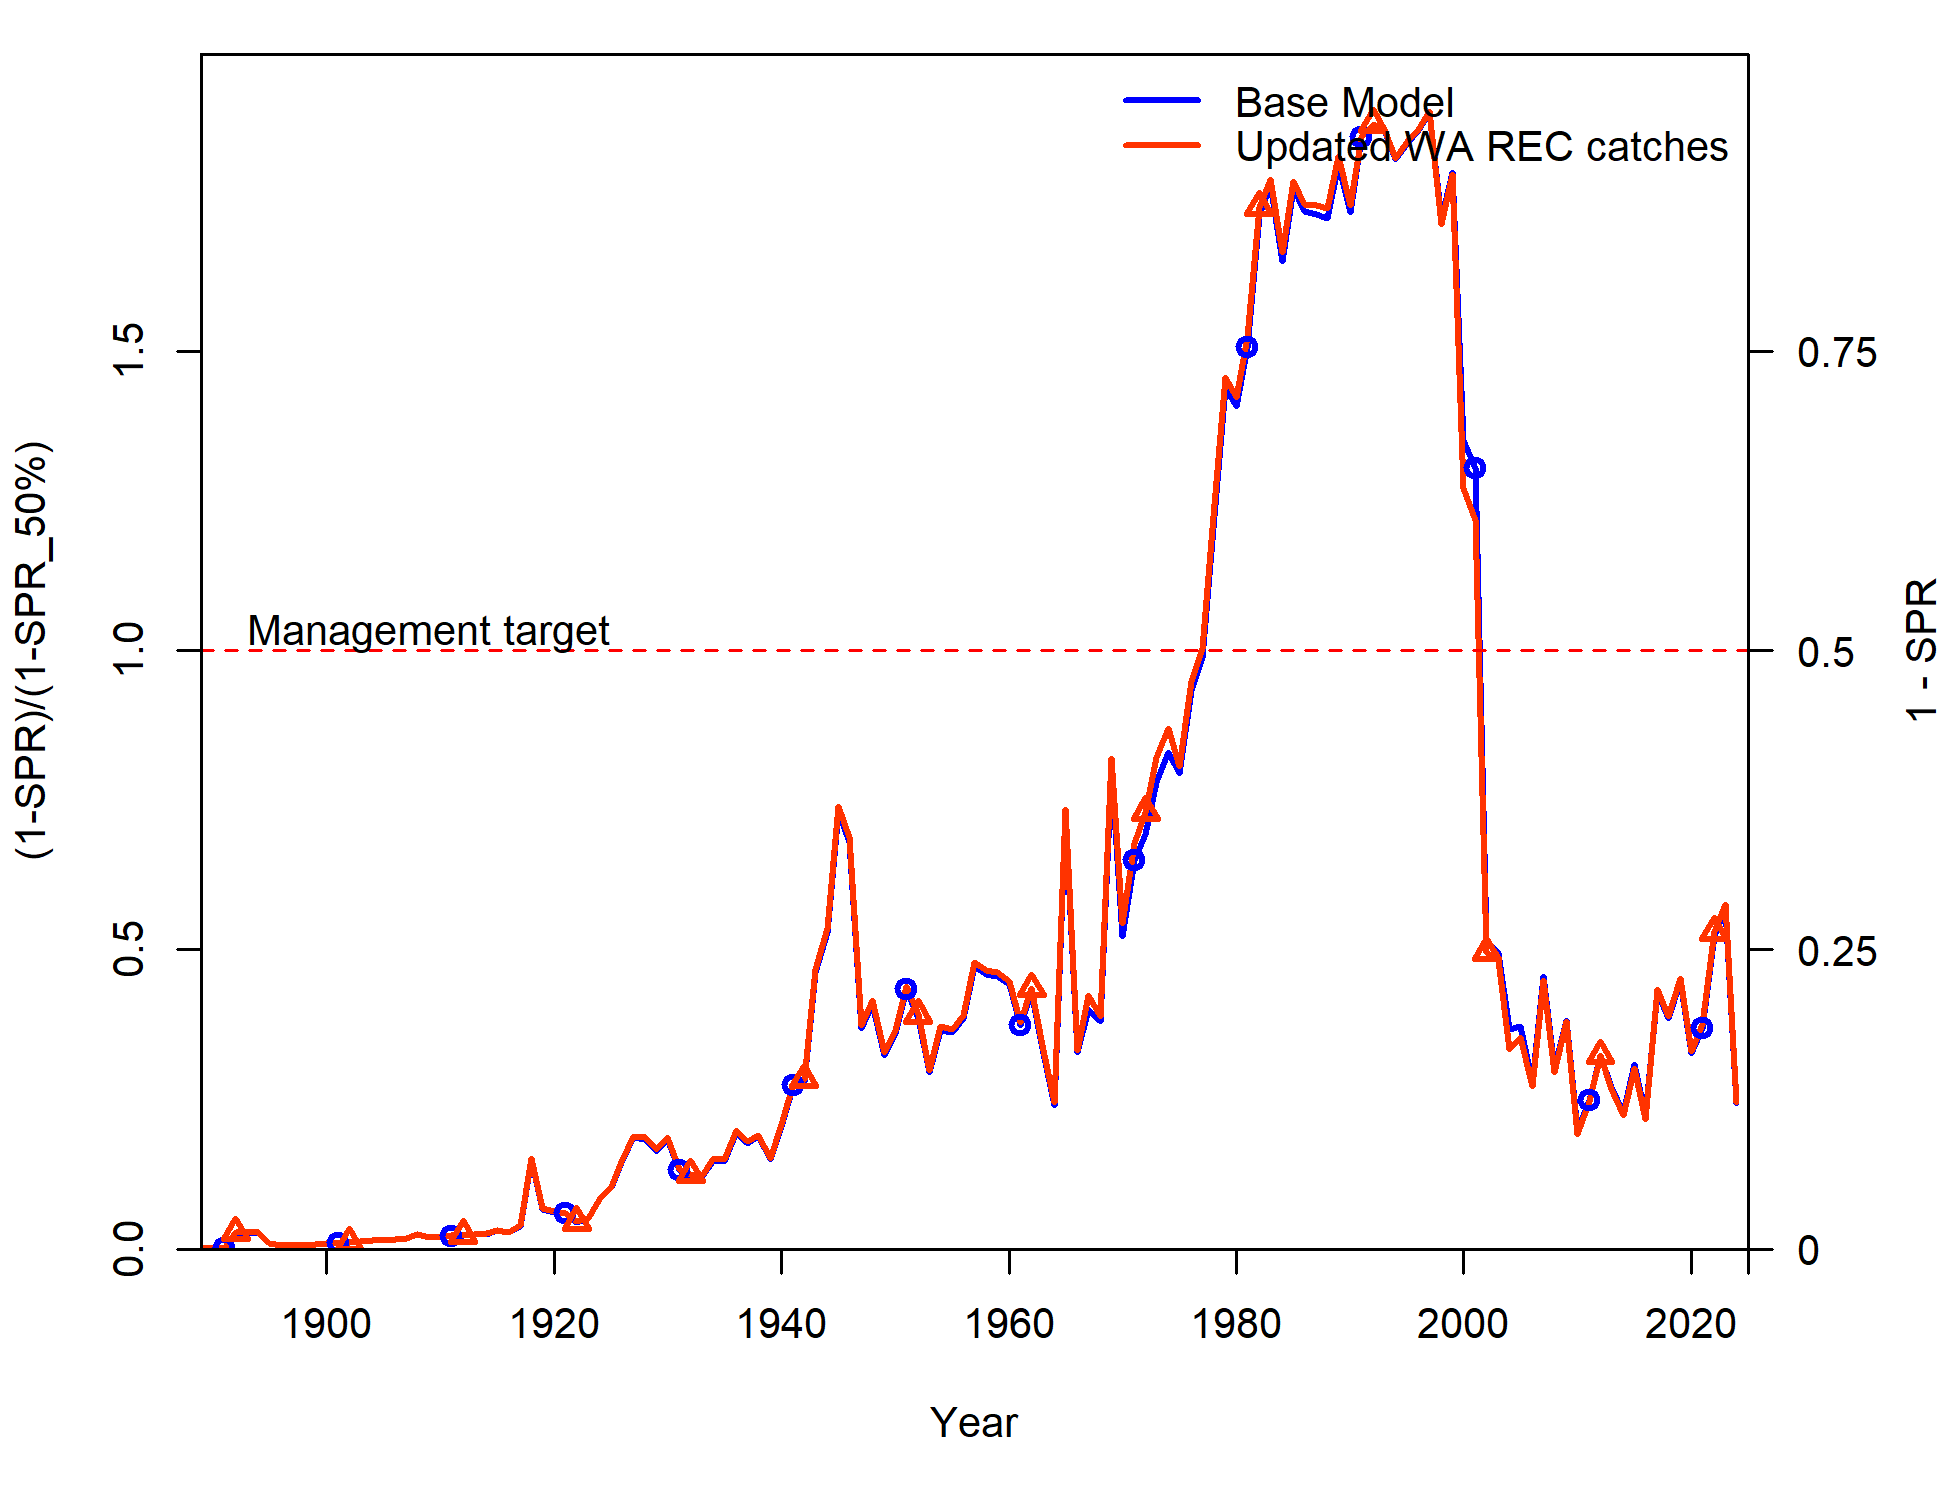 Base Model
Updated WA REC catches
Management target
(1-SPR)/(1-SPR_50%)
0.0
0.5
1.0
1.5
1 - SPR
0
0.25
0.5
0.75
1900
1920
1940
1960
1980
2000
2020
Year